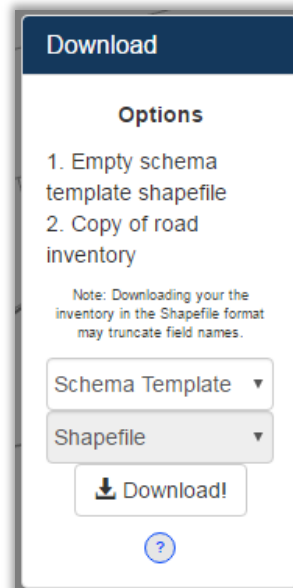 Download
Options
1. Empty schema
template shapefile
2. Copy of road
inventory
Note: Downloading your the
inventory in the Shapefile format
may truncate field names.
Schema Template
Shapefile
Download!
?